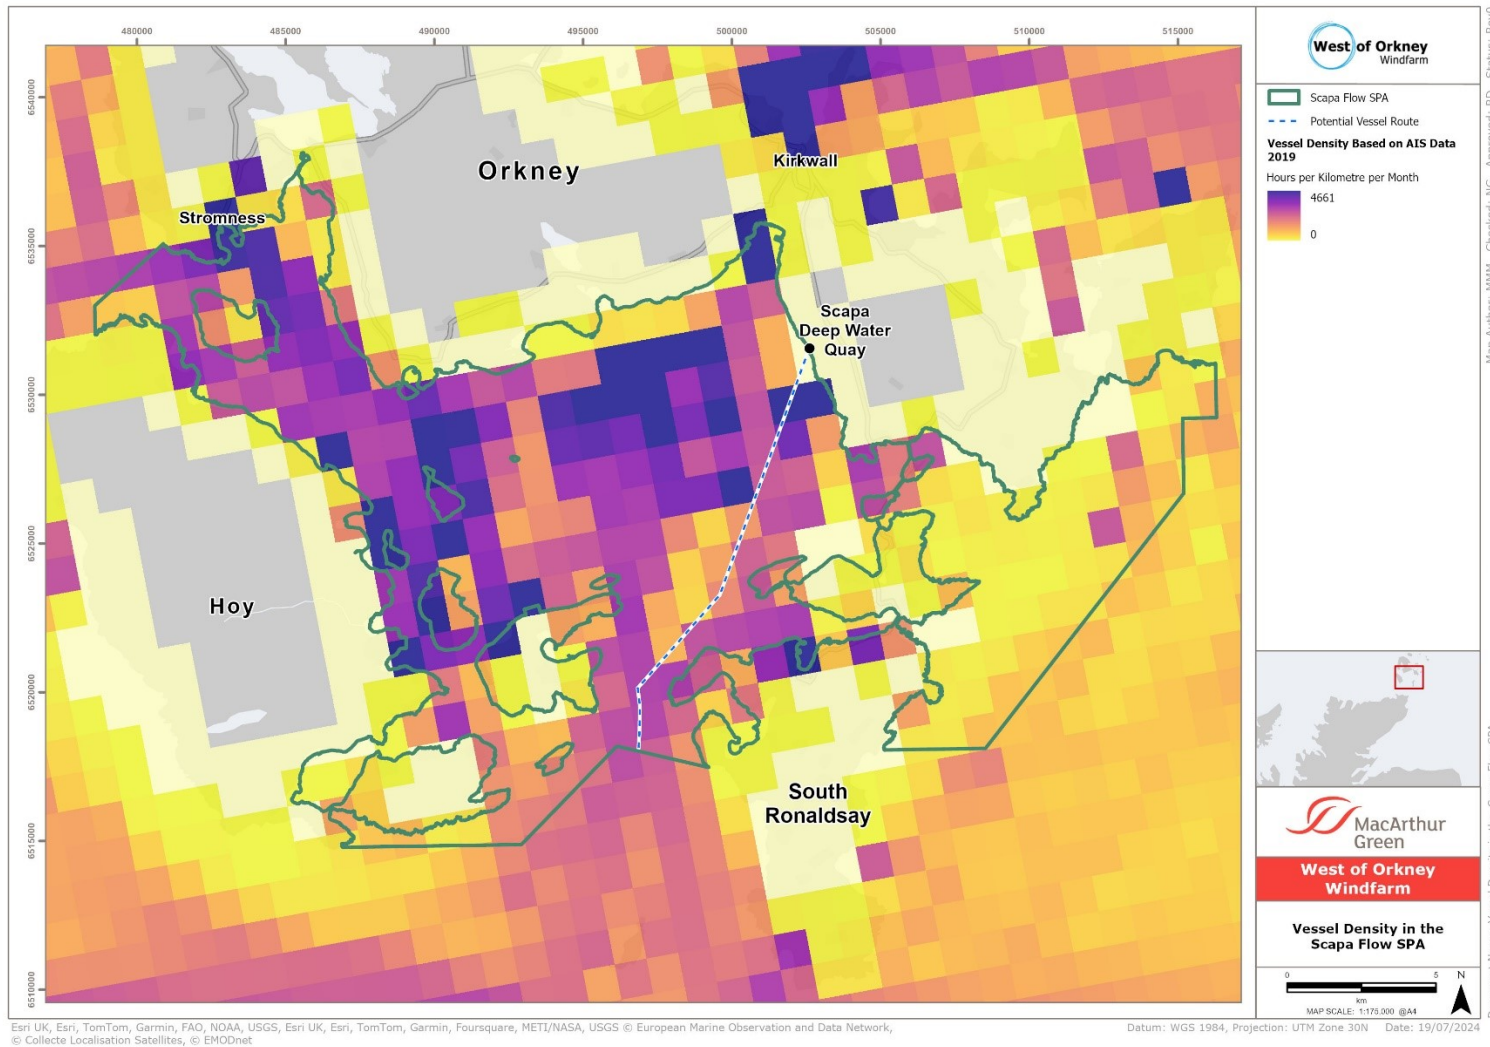 480000
485000
490000
495000
500000
505000
510000
515000
6540000
6535000
6530000
6525000
6520000
6515000
6510000
Orkney
Kirkwall
Stromness
Scapa
Deep Water
Quay
Hoy
South
Ronaldsay
West of Orkney
Windfarm
Scapa Flow SPA
Potential Vessel Route
Vessel Density Based on AIS Data
2019
Hours per Kilometre per Month
4661
0
MacArthur
Green
West of Orkney
Windfarm
Vessel Density in the
Scapa Flow SPA
0
5
km
N
MAP SCALE: 1:175,000 @A4
Esri UK, Esri, TomTom, Garmin, FAO, NOAA, USGS, Esri UK, Esri, TomTom, Garmin, Foursquare, METI/NASA, USGS © European Marine Observation and Data Network,
© Collecte Localisation Satellites, © EMODnet
Datum: WGS 1984, Projection: UTM Zone 30N Date: 19/07/2024